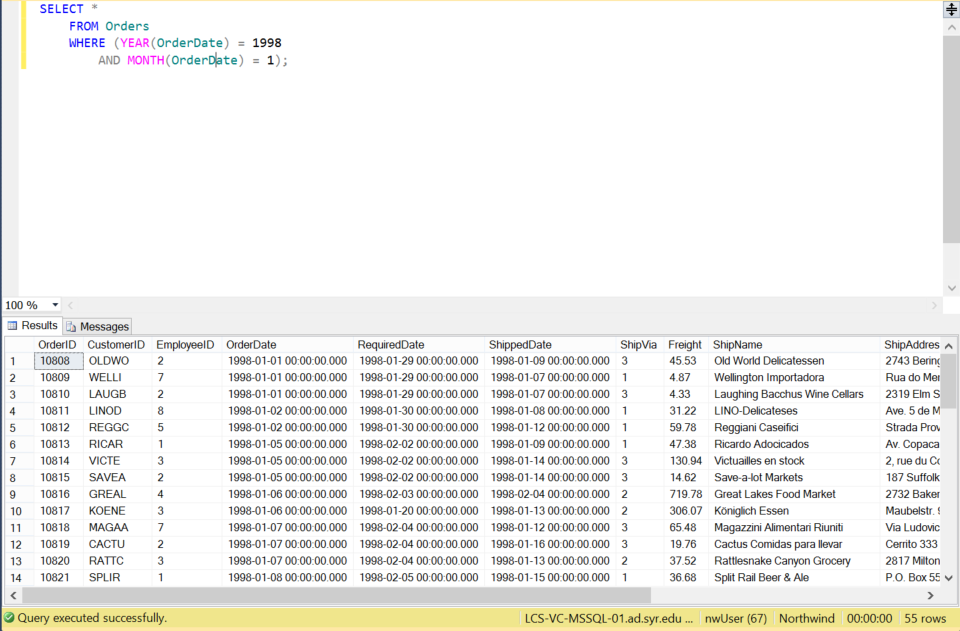 SELECT *
FROM Orders
WHERE (YEAR(OrderDate) = 1998
AND MONTH(OrderDate) = 1);
100 %
Results Messages
OrderID CustomerID EmployeeID OrderDate RequiredDate ShippedDate ShipVia Freight ShipName ShipAddres
1 10808 OLDWO 2 1998-01-01 00:00:00.000 1998-01-29 00:00:00.000 1998-01-09 00:00:00.000 3 45.53 Old World Delicatessen 2743 Bering
2 10809 WELLI 7 1998-01-01 00:00:00.000 1998-01-29 00:00:00.000 1998-01-07 00:00:00.000 1 4.87 Wellington Importadora Rua do Mer
3 10810 LAUGB 2 1998-01-01 00:00:00.000 1998-01-29 00:00:00.000 1998-01-07 00:00:00.000 3 4.33 Laughing Bacchus Wine Cellars 2319 Elm S
4 10811 LINOD 8 1998-01-02 00:00:00.000 1998-01-30 00:00:00.000 1998-01-08 00:00:00.000 1 31.22 LINO-Delicateses Ave. 5 de M
5 10812 REGGC 5 1998-01-02 00:00:00.000 1998-01-30 00:00:00.000 1998-01-12 00:00:00.000 1 59.78 Reggiani Caseifici Strada Prov
6 10813 RICAR 1 1998-01-05 00:00:00.000 1998-02-02 00:00:00.000 1998-01-09 00:00:00.000 1 47.38 Ricardo Adocicados Av. Copaca
7 10814 VICTE 3 1998-01-05 00:00:00.000 1998-02-02 00:00:00.000 1998-01-14 00:00:00.000 3 130.94 Victuailles en stock 2, rue du Co
8 10815 SAVEA 2 1998-01-05 00:00:00.000 1998-02-02 00:00:00.000 1998-01-14 00:00:00.000 3 14.62 Save-a-lot Markets 187 Suffolk
9 10816 GREAL 4 1998-01-06 00:00:00.000 1998-02-03 00:00:00.000 1998-02-04 00:00:00.000 2 719.78 Great Lakes Food Market 2732 Baker
10 10817 KOENE 3 1998-01-06 00:00:00.000 1998-01-20 00:00:00.000 1998-01-13 00:00:00.000 2 306.07 Königlich Essen Maubelstr. 9
11 10818 MAGAA 7 1998-01-07 00:00:00.000 1998-02-04 00:00:00.000 1998-01-12 00:00:00.000 3 65.48 Magazzini Alimentari Riuniti Via Ludovic
12 10819 CACTU 2 1998-01-07 00:00:00.000 1998-02-04 00:00:00.000 1998-01-16 00:00:00.000 3 19.76 Cactus Comidas para llevar Cerrito 333
13 10820 RATTC 3 1998-01-07 00:00:00.000 1998-02-04 00:00:00.000 1998-01-13 00:00:00.000 2 37.52 Rattlesnake Canyon Grocery 2817 Milton
14 10821 SPLIR 1 1998-01-08 00:00:00.000 1998-02-05 00:00:00.000 1998-01-15 00:00:00.000 1 36.68 Split Rail Beer & Ale P.O. Box 55
Query executed successfully. LCS-VC-MSSQL-01.ad.syr.edu ... nwUser (67) Northwind 00:00:00 55 rows